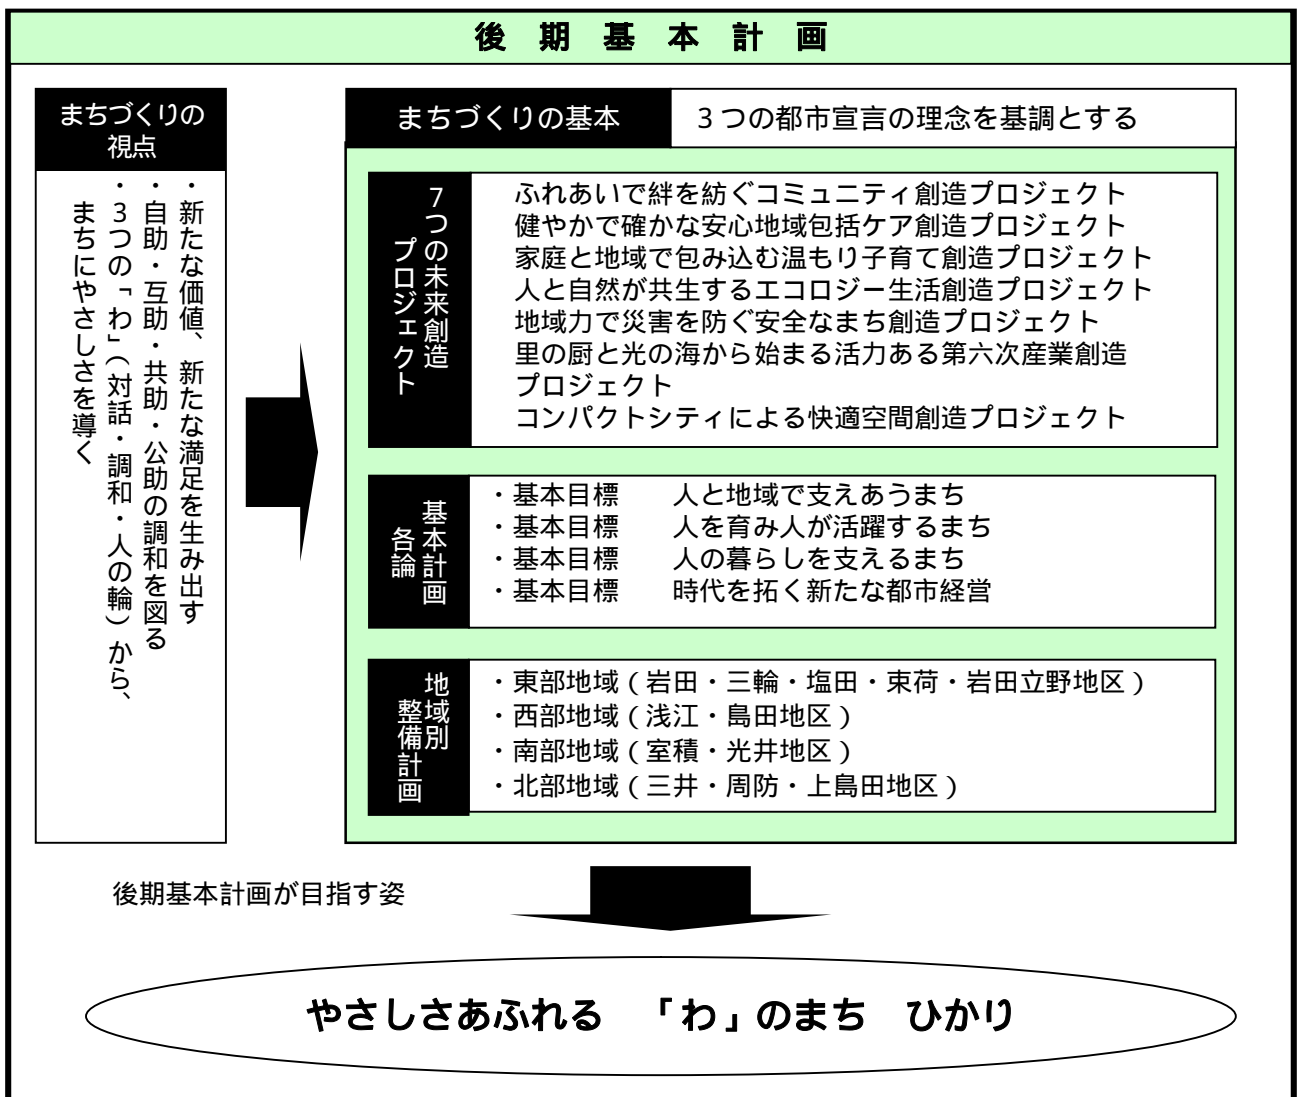 後期基本計画
まちづくりの
視点
・新たな価値、新たな満足を生み出す
・自助・互助・共助・公助の調和を図る
・3つの「わ」(対話・調和・人の輪)から、
まちにやさしさを導く
まちづくりの基本
3つの都市宣言の理念を基調とする
7つの未来創造
プロジェクト
ふれあいで絆を紡ぐコミュニティ創造プロジェクト
健やかで確かな安心地域包括ケア創造プロジェクト
家庭と地域で包み込む温もり子育て創造プロジェクト
人と自然が共生するエコロジー生活創造プロジェクト
地域力で災害を防ぐ安全なまち創造プロジェクト
里の厨と光の海から始まる活力ある第六次産業創造
プロジェクト
コンパクトシティによる快適空間創造プロジェクト
基本計画
各論
・基本目標 人と地域で支えあうまち
・基本目標 人を育み人が活躍するまち
・基本目標 人の暮らしを支えるまち
・基本目標 時代を拓く新たな都市経営
地域別
整備計画
・東部地域(岩田・三輪・塩田・束荷・岩田立野地区)
・西部地域(浅江・島田地区)
・南部地域(室積・光井地区)
・北部地域(三井・周防・上島田地区)
後期基本計画が目指す姿
やさしさあふれる 「わ」のまち ひかり